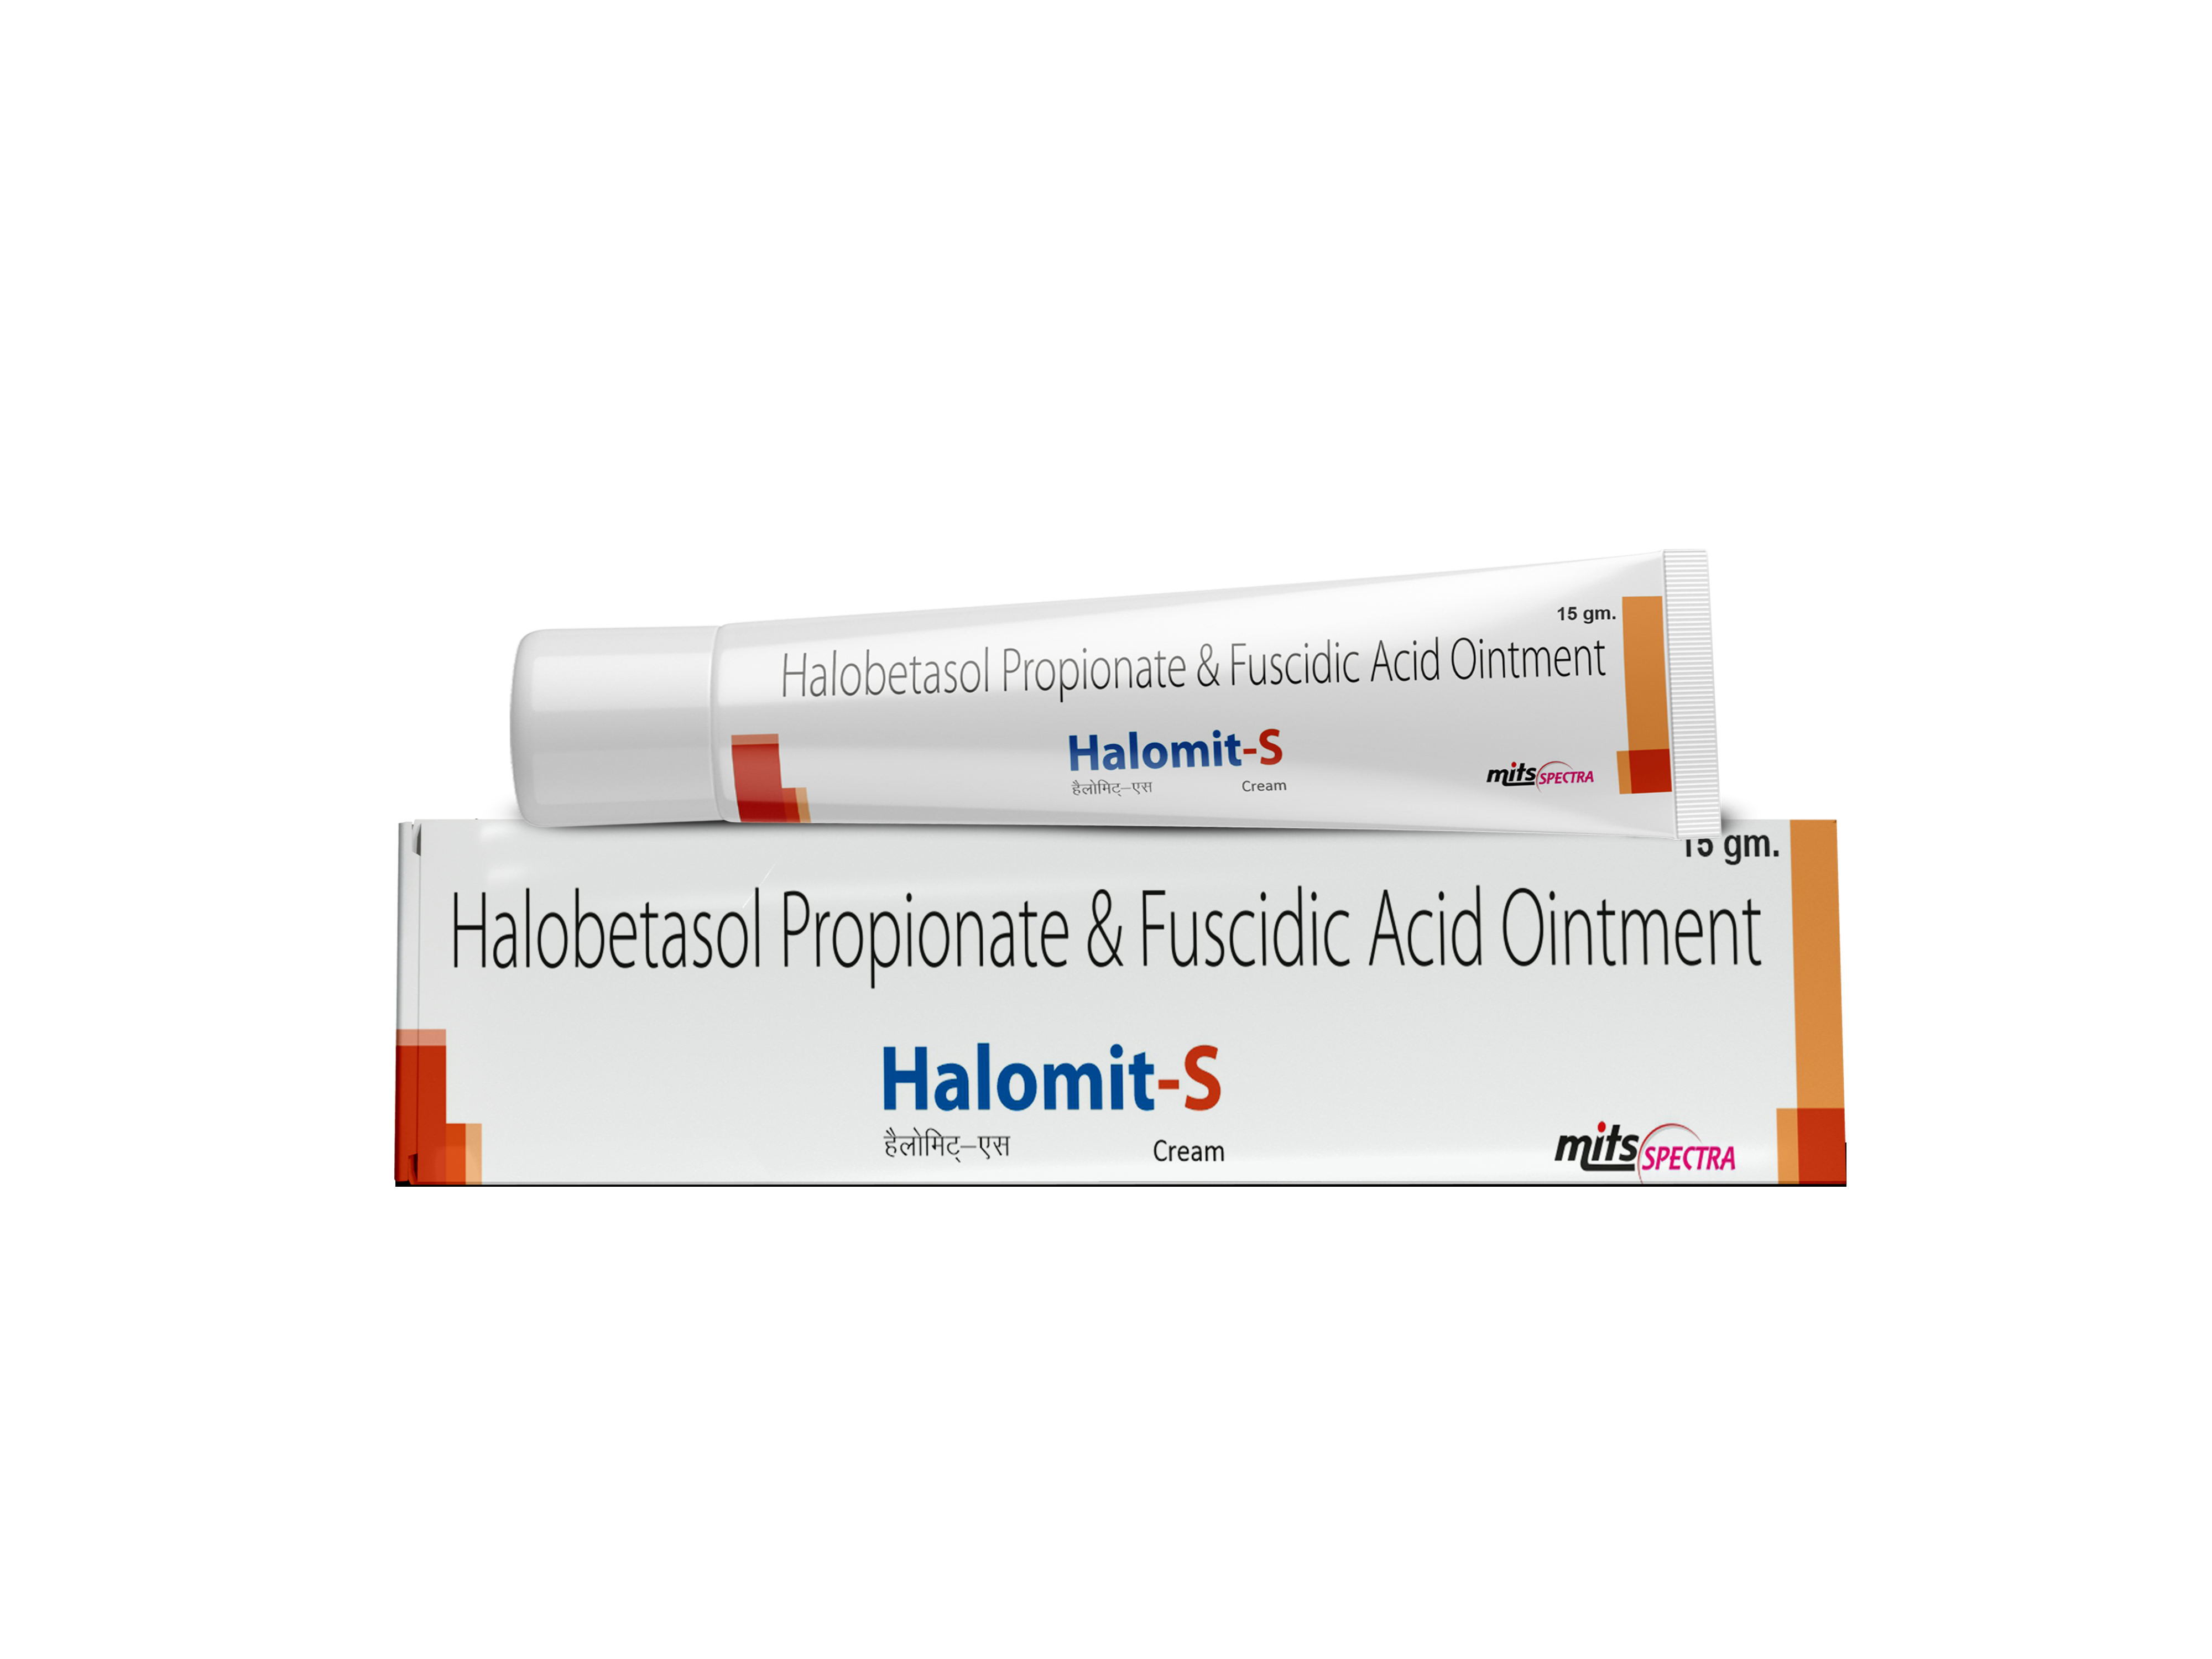 15 gm.
Halobetasol Propionate & Fuscidic Acid Ointment
Halomit-S
हैलोमिट्–एस Cream
mits SPECTRA
15 gm.
Halobetasol Propionate & Fuscidic Acid Ointment
Halomit-S
हैलोमिट्–एस Cream
mits SPECTRA